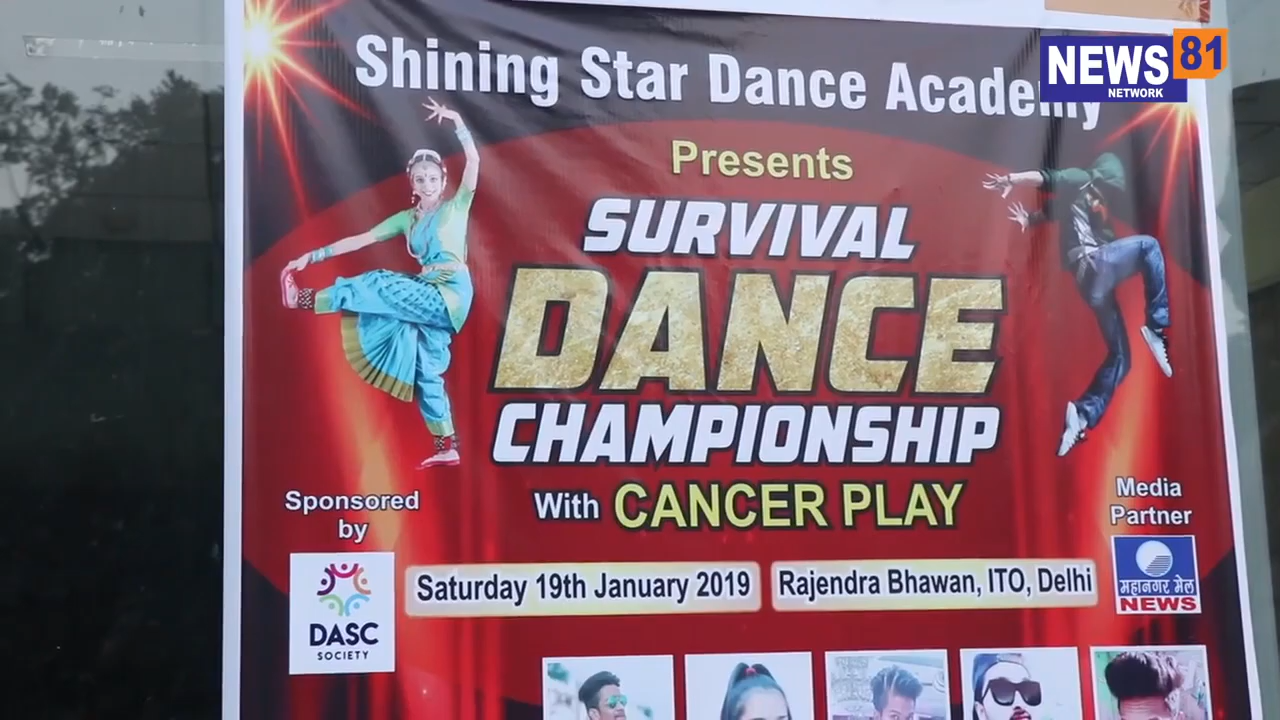 Shining Star Dance Academy
NEWS 81
NETWORK
Presents
SURVIVAL
DANCE
CHAMPIONSHIP
With CANCER PLAY
Sponsored
by
DASC
SOCIETY
Saturday 19th January 2019
Rajendra Bhawan, ITO, Delhi
Media
Partner
महानगर मेल
NEWS